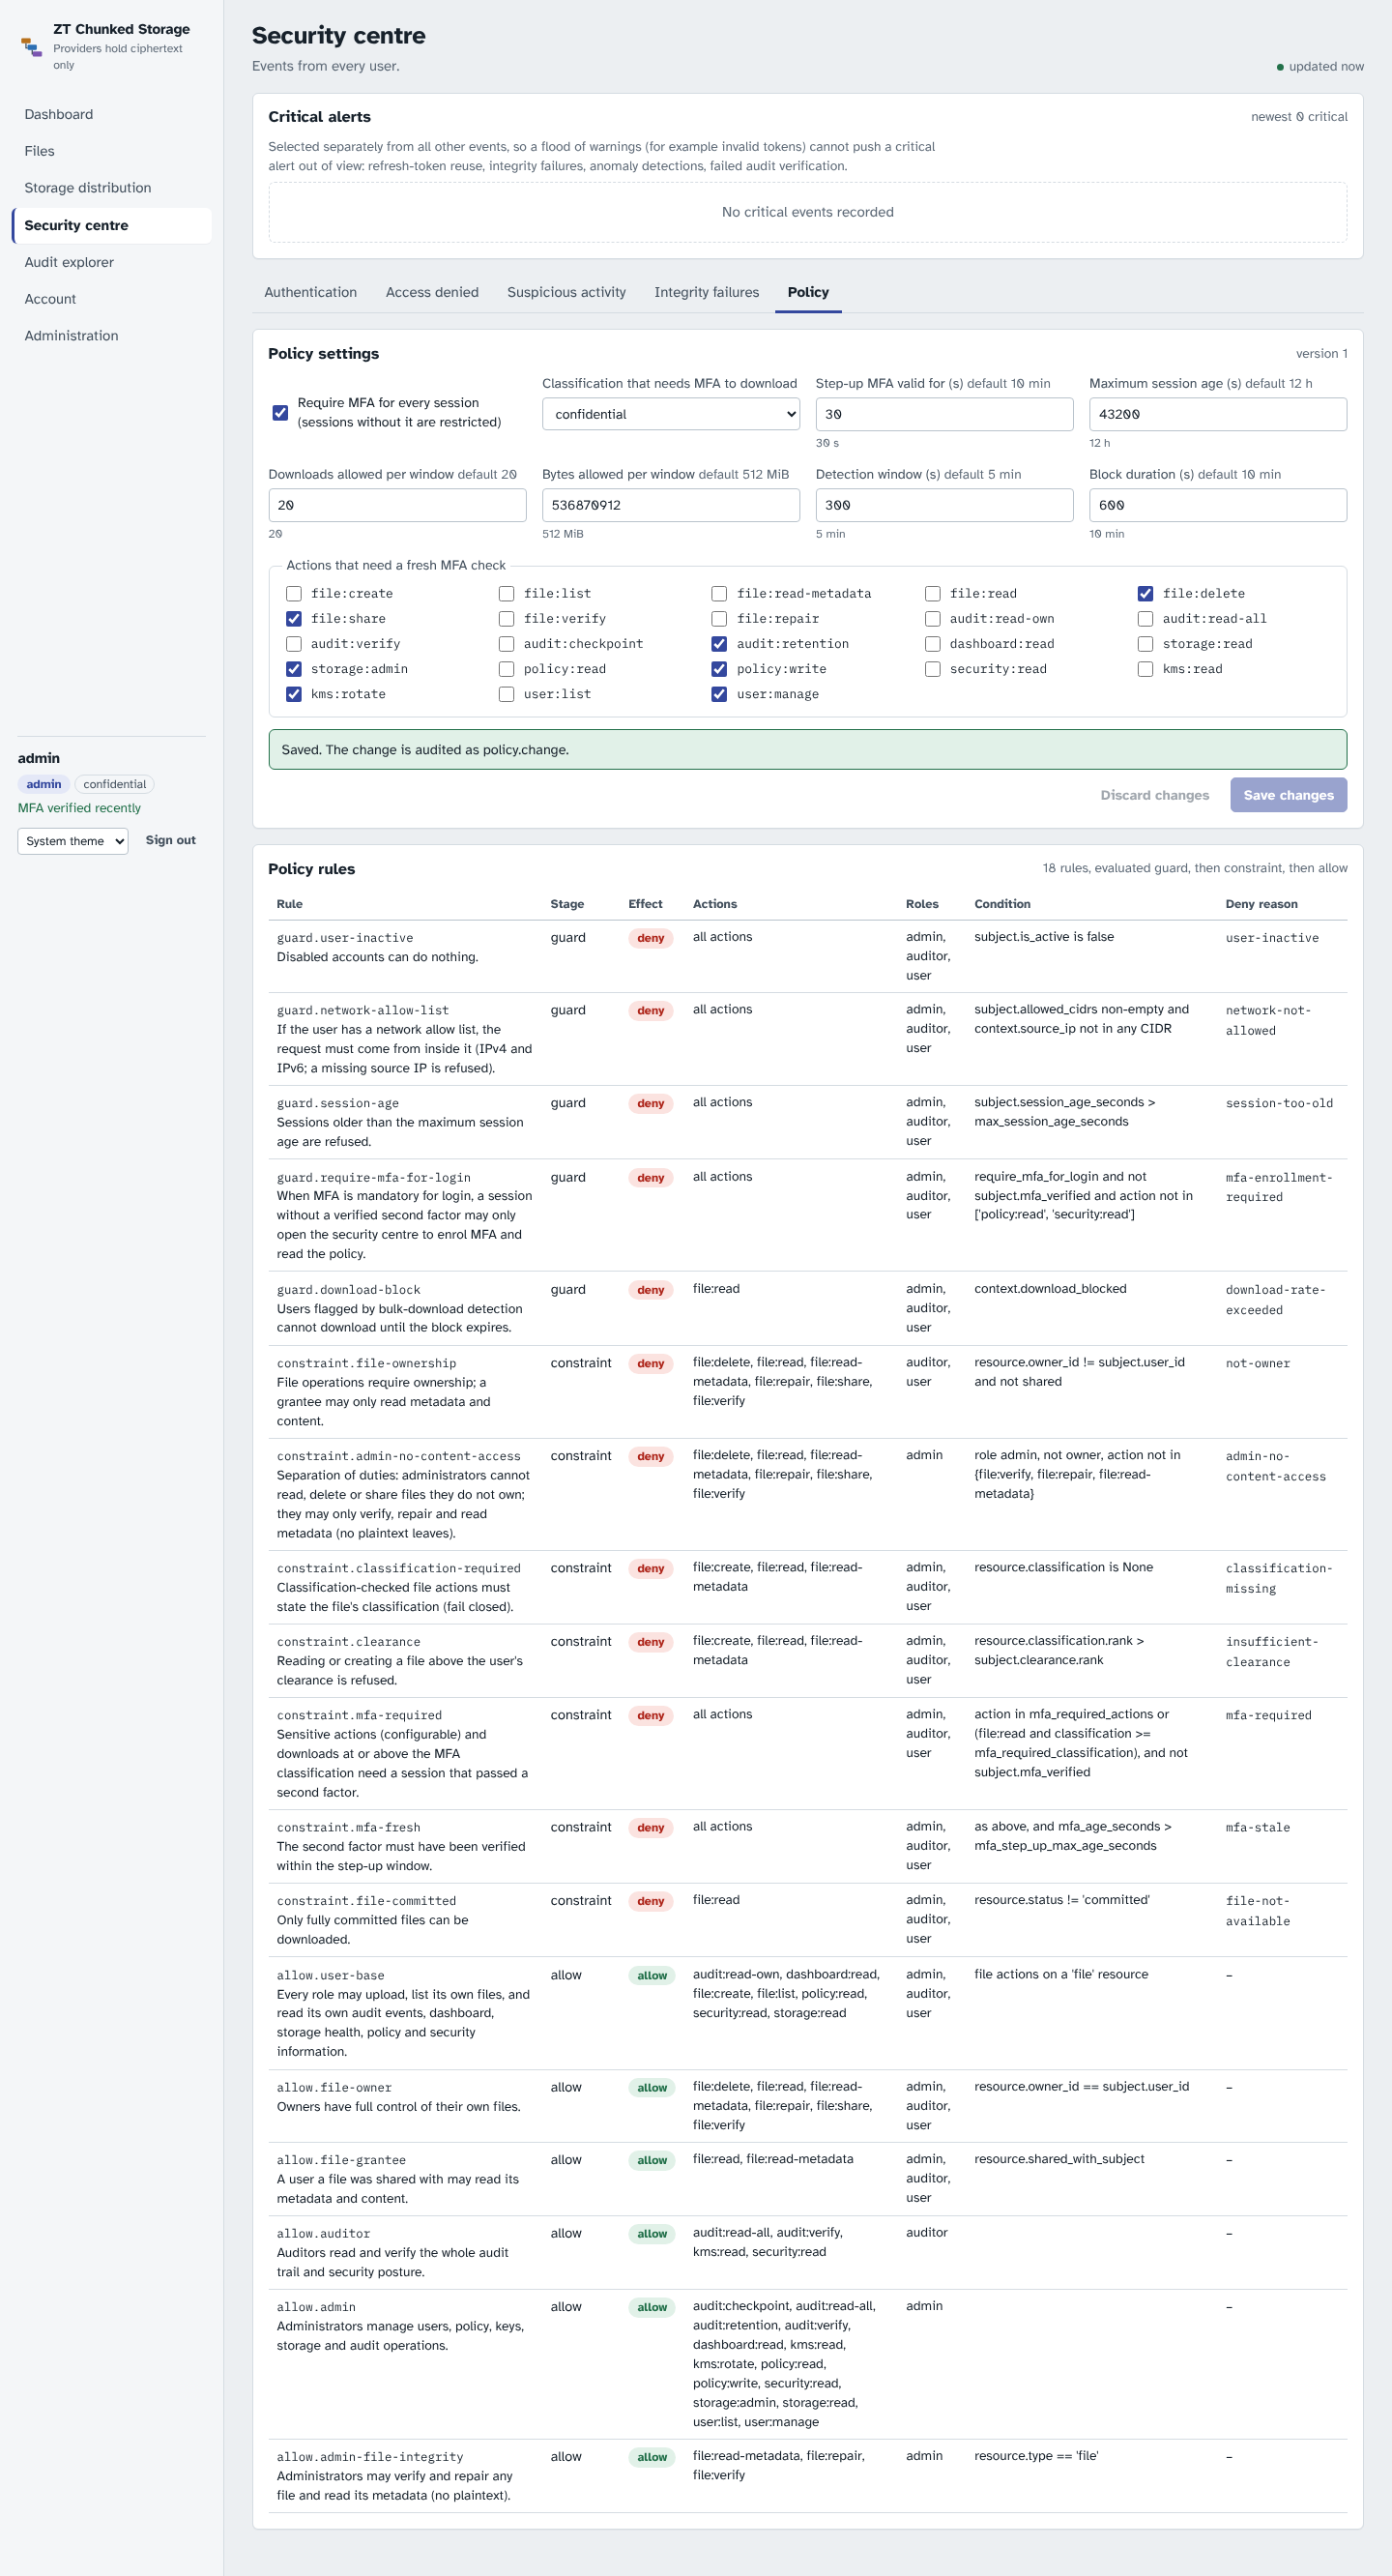 ZT Chunked Storage
Providers hold ciphertext
only
Dashboard
Files
Storage distribution
Security centre
Audit explorer
Account
Administration
admin
admin confidential
MFA verified recently
System theme Sign out
Security centre
Events from every user.
updated now
Critical alerts
newest 0 critical
Selected separately from all other events, so a flood of warnings (for example invalid tokens) cannot push a critical
alert out of view: refresh-token reuse, integrity failures, anomaly detections, failed audit verification.
No critical events recorded
Authentication Access denied Suspicious activity Integrity failures Policy
Policy settings
version 1
Require MFA for every session
(sessions without it are restricted)
Classification that needs MFA to download
confidential
Step-up MFA valid for (s) default 10 min
30
30 s
Maximum session age (s) default 12 h
43200
12 h
Downloads allowed per window default 20
20
20
Bytes allowed per window default 512 MiB
536870912
512 MiB
Detection window (s) default 5 min
300
5 min
Block duration (s) default 10 min
600
10 min
Actions that need a fresh MFA check
file:create file:list file:read-metadata file:read file:delete
file:share file:verify file:repair audit:read-own audit:read-all
audit:verify audit:checkpoint audit:retention dashboard:read storage:read
storage:admin policy:read policy:write security:read kms:read
kms:rotate user:list user:manage
Saved. The change is audited as policy.change.
Discard changes Save changes
Policy rules
18 rules, evaluated guard, then constraint, then allow
Rule Stage Effect Actions Roles Condition Deny reason
guard.user-inactive
Disabled accounts can do nothing.
guard
deny
all actions
admin,
auditor,
user
subject.is_active is false
user-inactive
guard.network-allow-list
If the user has a network allow list, the
request must come from inside it (IPv4 and
IPv6; a missing source IP is refused).
guard
deny
all actions
admin,
auditor,
user
subject.allowed_cidrs non-empty and
context.source_ip not in any CIDR
network-not-
allowed
guard.session-age
Sessions older than the maximum session
age are refused.
guard
deny
all actions
admin,
auditor,
user
subject.session_age_seconds >
max_session_age_seconds
session-too-old
guard.require-mfa-for-login
When MFA is mandatory for login, a session
without a verified second factor may only
open the security centre to enrol MFA and
read the policy.
guard
deny
all actions
admin,
auditor,
user
require_mfa_for_login and not
subject.mfa_verified and action not in
['policy:read', 'security:read']
mfa-enrollment-
required
guard.download-block
Users flagged by bulk-download detection
cannot download until the block expires.
guard
deny
file:read
admin,
auditor,
user
context.download_blocked
download-rate-
exceeded
constraint.file-ownership
File operations require ownership; a
grantee may only read metadata and
content.
constraint
deny
file:delete, file:read, file:read-
metadata, file:repair, file:share,
file:verify
auditor,
user
resource.owner_id != subject.user_id
and not shared
not-owner
constraint.admin-no-content-access
Separation of duties: administrators cannot
read, delete or share files they do not own;
they may only verify, repair and read
metadata (no plaintext leaves).
constraint
deny
file:delete, file:read, file:read-
metadata, file:repair, file:share,
file:verify
admin
role admin, not owner, action not in
{file:verify, file:repair, file:read-
metadata}
admin-no-
content-access
constraint.classification-required
Classification-checked file actions must
state the file's classification (fail closed).
constraint
deny
file:create, file:read, file:read-
metadata
admin,
auditor,
user
resource.classification is None
classification-
missing
constraint.clearance
Reading or creating a file above the user's
clearance is refused.
constraint
deny
file:create, file:read, file:read-
metadata
admin,
auditor,
user
resource.classification.rank >
subject.clearance.rank
insufficient-
clearance
constraint.mfa-required
Sensitive actions (configurable) and
downloads at or above the MFA
classification need a session that passed a
second factor.
constraint
deny
all actions
admin,
auditor,
user
action in mfa_required_actions or
(file:read and classification >=
mfa_required_classification), and not
subject.mfa_verified
mfa-required
constraint.mfa-fresh
The second factor must have been verified
within the step-up window.
constraint
deny
all actions
admin,
auditor,
user
as above, and mfa_age_seconds >
mfa_step_up_max_age_seconds
mfa-stale
constraint.file-committed
Only fully committed files can be
downloaded.
constraint
deny
file:read
admin,
auditor,
user
resource.status != 'committed'
file-not-
available
allow.user-base
Every role may upload, list its own files, and
read its own audit events, dashboard,
storage health, policy and security
information.
allow
allow
audit:read-own, dashboard:read,
file:create, file:list, policy:read,
security:read, storage:read
admin,
auditor,
user
file actions on a 'file' resource
–
allow.file-owner
Owners have full control of their own files.
allow
allow
file:delete, file:read, file:read-
metadata, file:repair, file:share,
file:verify
admin,
auditor,
user
resource.owner_id == subject.user_id
–
allow.file-grantee
A user a file was shared with may read its
metadata and content.
allow
allow
file:read, file:read-metadata
admin,
auditor,
user
resource.shared_with_subject
–
allow.auditor
Auditors read and verify the whole audit
trail and security posture.
allow
allow
audit:read-all, audit:verify,
kms:read, security:read
auditor
–
allow.admin
Administrators manage users, policy, keys,
storage and audit operations.
allow
allow
audit:checkpoint, audit:read-all,
audit:retention, audit:verify,
dashboard:read, kms:read,
kms:rotate, policy:read,
policy:write, security:read,
storage:admin, storage:read,
user:list, user:manage
admin
–
allow.admin-file-integrity
Administrators may verify and repair any
file and read its metadata (no plaintext).
allow
allow
file:read-metadata, file:repair,
file:verify
admin
resource.type == 'file'
–